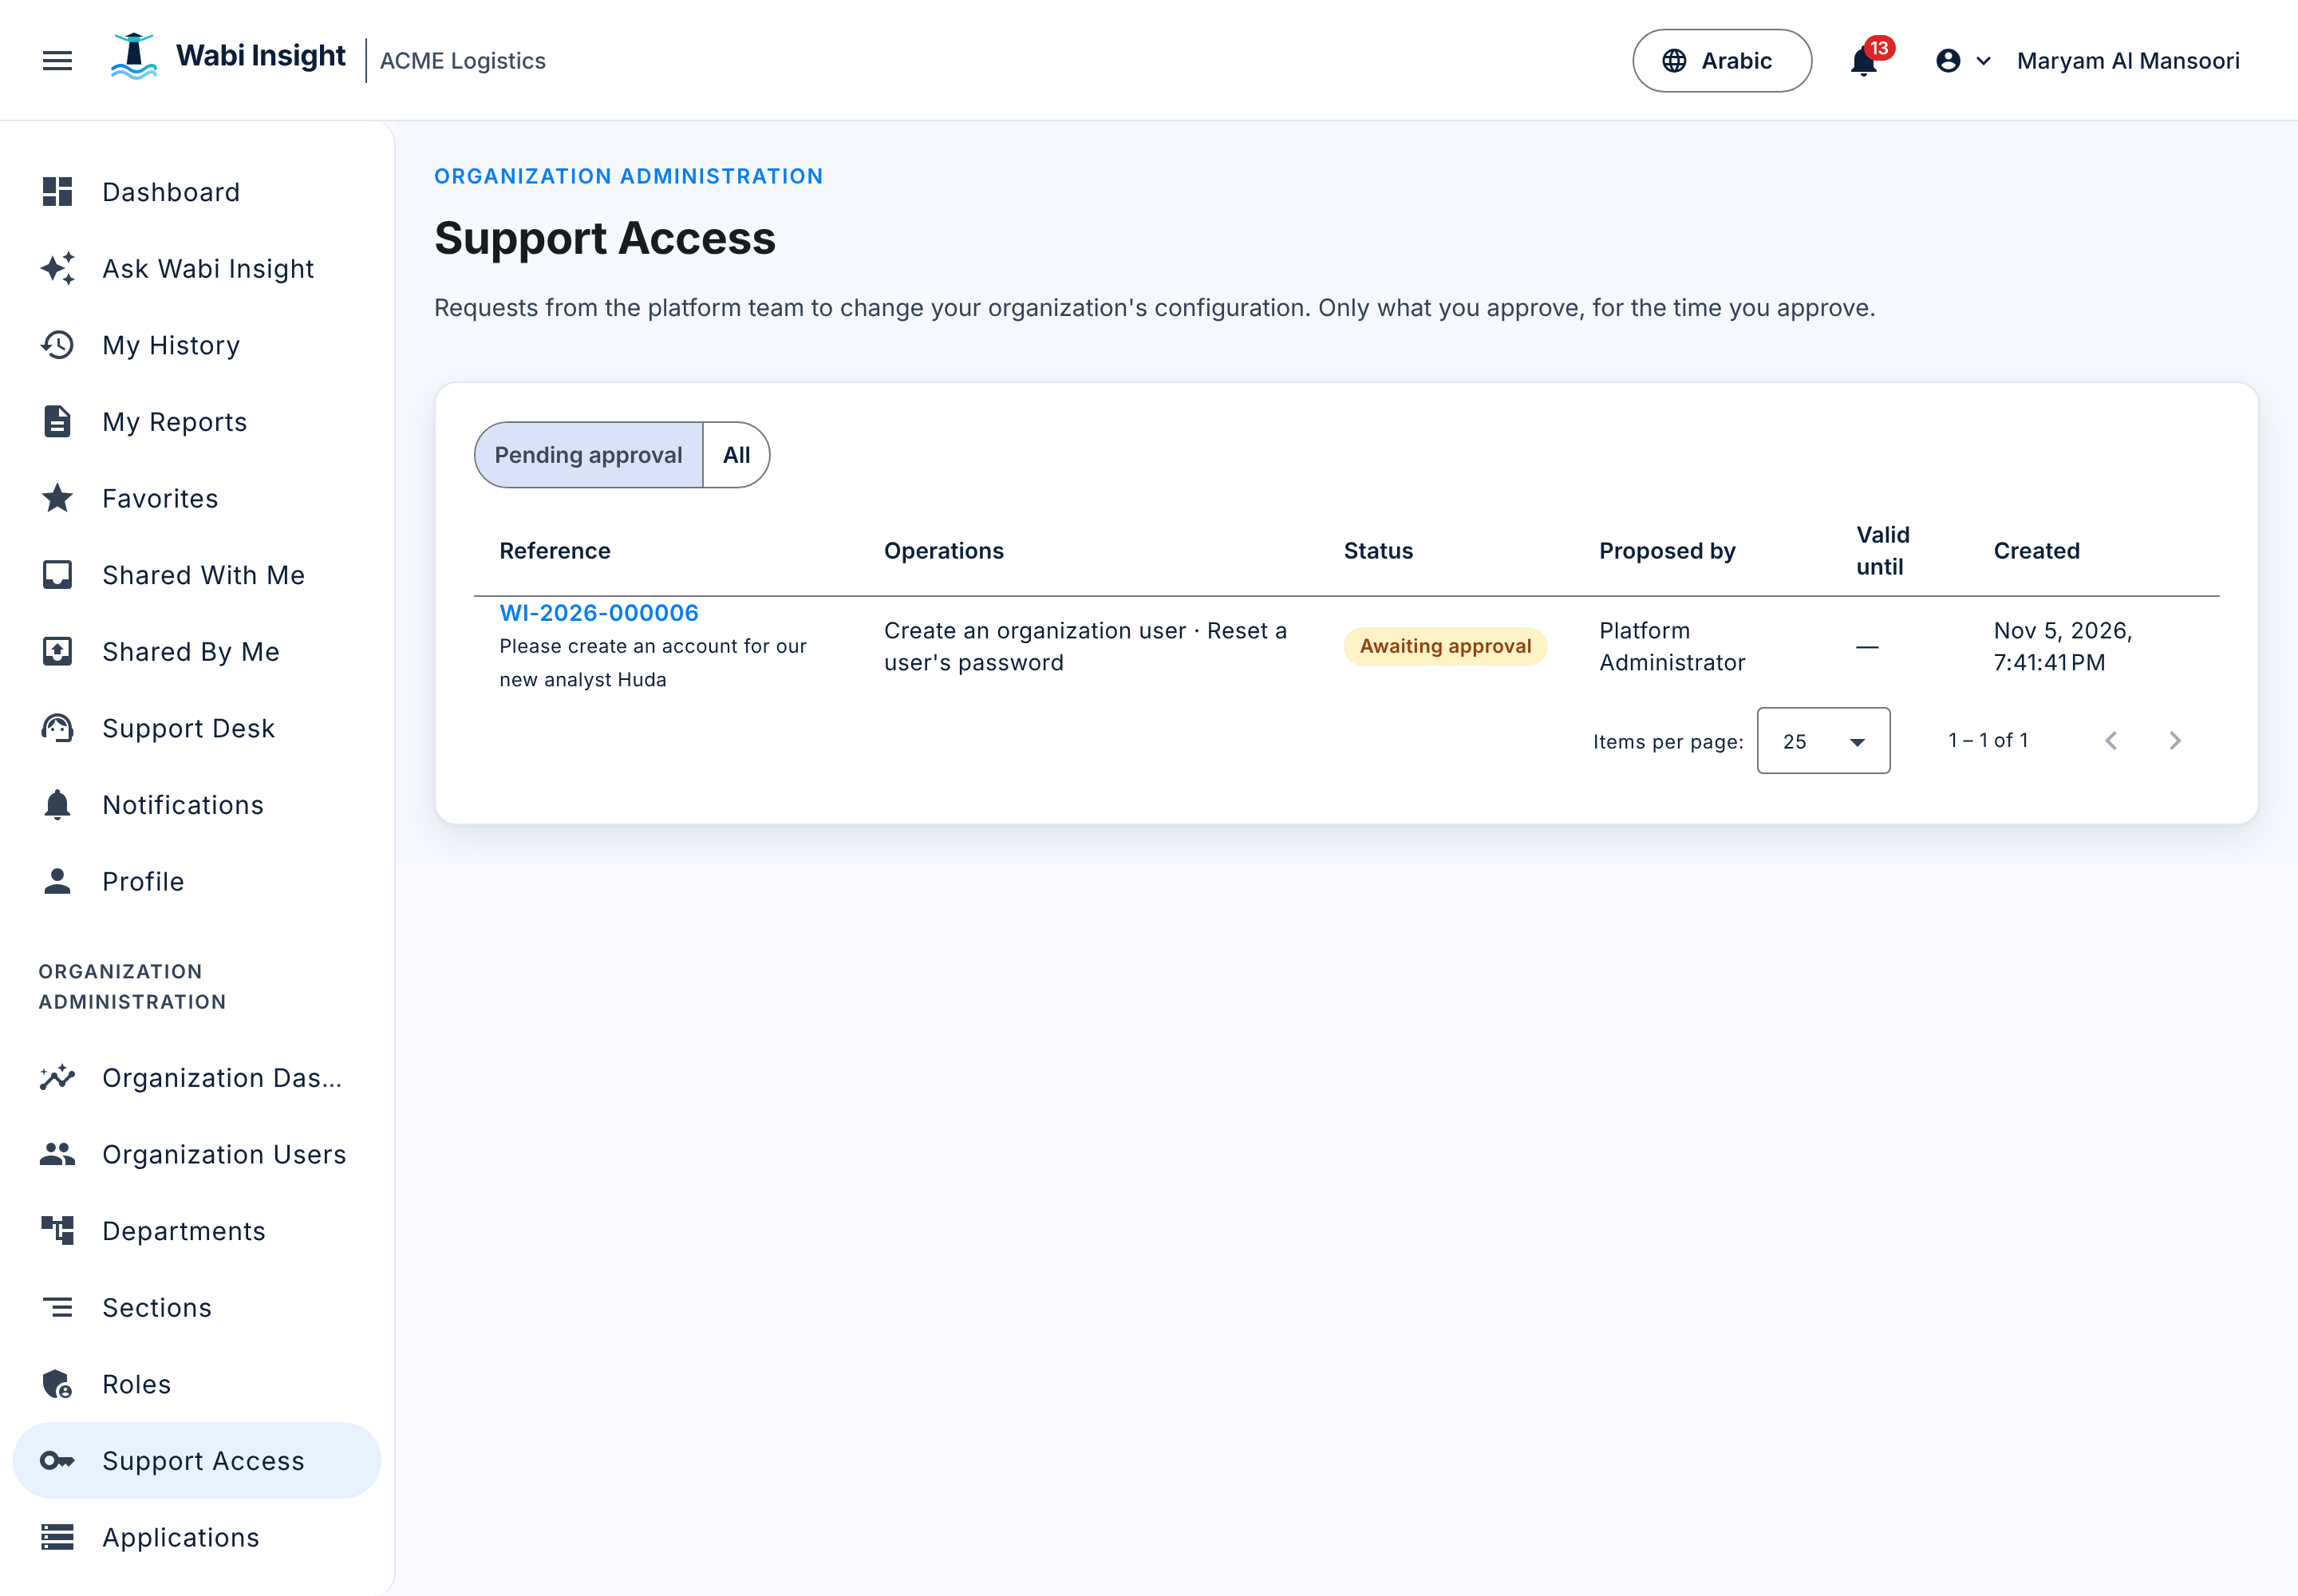 Wabi Insight
ACME Logistics
Arabic
13
Maryam Al Mansoori
Dashboard
Ask Wabi Insight
My History
My Reports
Favorites
Shared With Me
Shared By Me
Support Desk
Notifications
Profile
ORGANIZATION
ADMINISTRATION
Organization Das...
Organization Users
Departments
Sections
Roles
Support Access
Applications
ORGANIZATION ADMINISTRATION
Support Access
Requests from the platform team to change your organization's configuration. Only what you approve, for the time you approve.
Pending approval
All
Reference
Operations
Status
Proposed by
Valid
until
Created
WI-2026-000006
Please create an account for our
new analyst Huda
Create an organization user · Reset a
user's password
Awaiting approval
Platform
Administrator
—
Nov 5, 2026,
7:41:41 PM
Items per page:
25
1 – 1 of 1